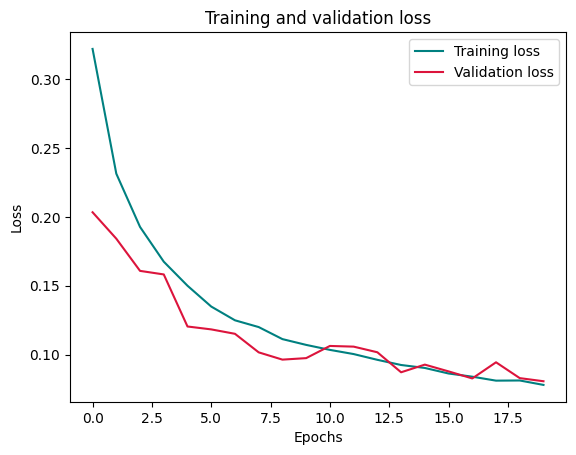 Training and validation loss
Training loss
Validation loss
0.30
0.25
0.20
0.15
0.10
Loss
0.0 2.5 5.0 7.5 10.0 12.5 15.0 17.5
Epochs